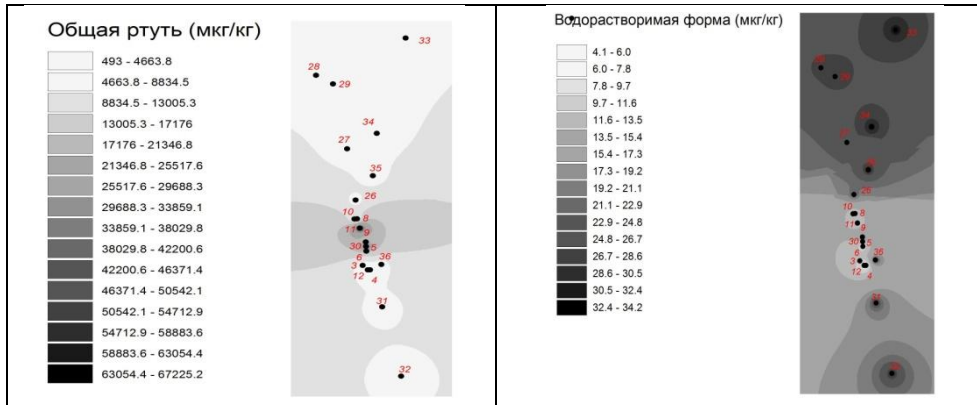 Общая ртуть (мкг/кг)
493 – 4663.8
4663.8 – 8834.5
8834.5 - 13005.3
13005.3 - 17176
17176 - 21346.8
21346.8 - 25517.6
25517.6 - 29688.3
29688.3 - 33859.1
33859.1 - 38029.8
38029.8 - 42200.6
42200.6 - 46371.4
46371.4 - 50542.1
50542.1 - 54712.9
54712.9 - 58883.6
58883.6 - 63054.4
63054.4 - 67225.2
33
28
29
34
27
35
26
10
8
11
9
30
5
6
3
36
12
4
31
32
Водорастворимая форма (мкг/кг)
4.1 - 6.0
6.0 - 7.8
7.8 – 9.7
9.7 - 11.6
11.6 - 13.5
13.5 - 15.4
15.4 - 17.3
17.3 - 19.2
19.2 - 21.1
21.1 - 22.9
22.9 - 24.8
24.8 - 26.7
26.7 - 28.6
28.6 - 30.5
30.5 - 32.4
32.4 - 34.2
33
27
26
10
8
11
9
30
5
6
3
36
12
4